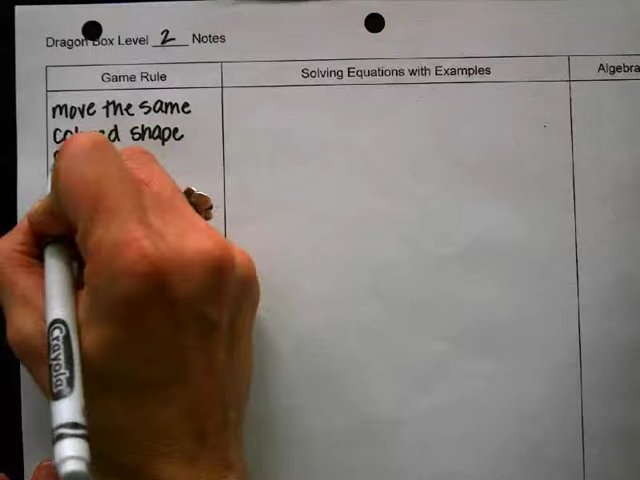 Dragon Box Level 2 Notes
Game Rule
Solving Equations with Examples
Algebra
move the same
shape
Crayola